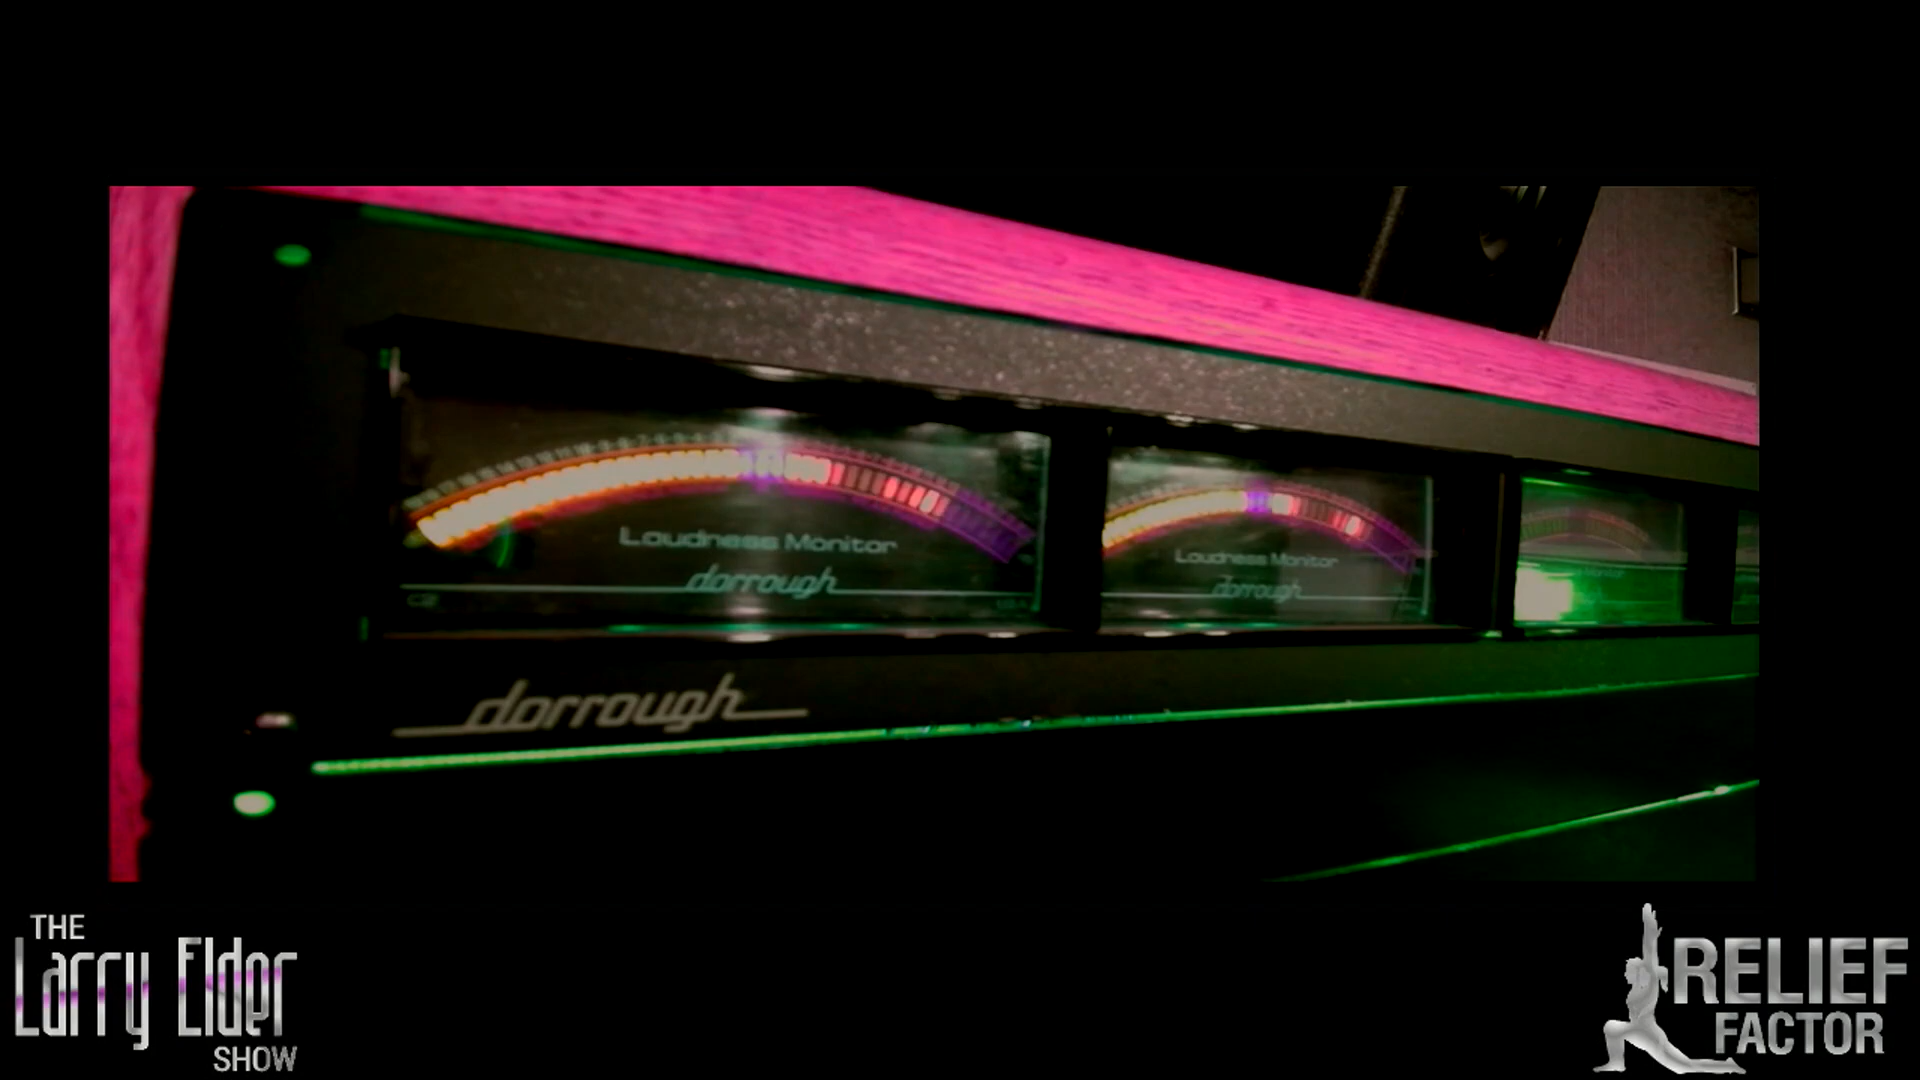 Loudness Monitor
dorrough
Loudness Monitor
dorrough
dorrough
THE
Larry Elder
SHOW
RELIEF
FACTOR